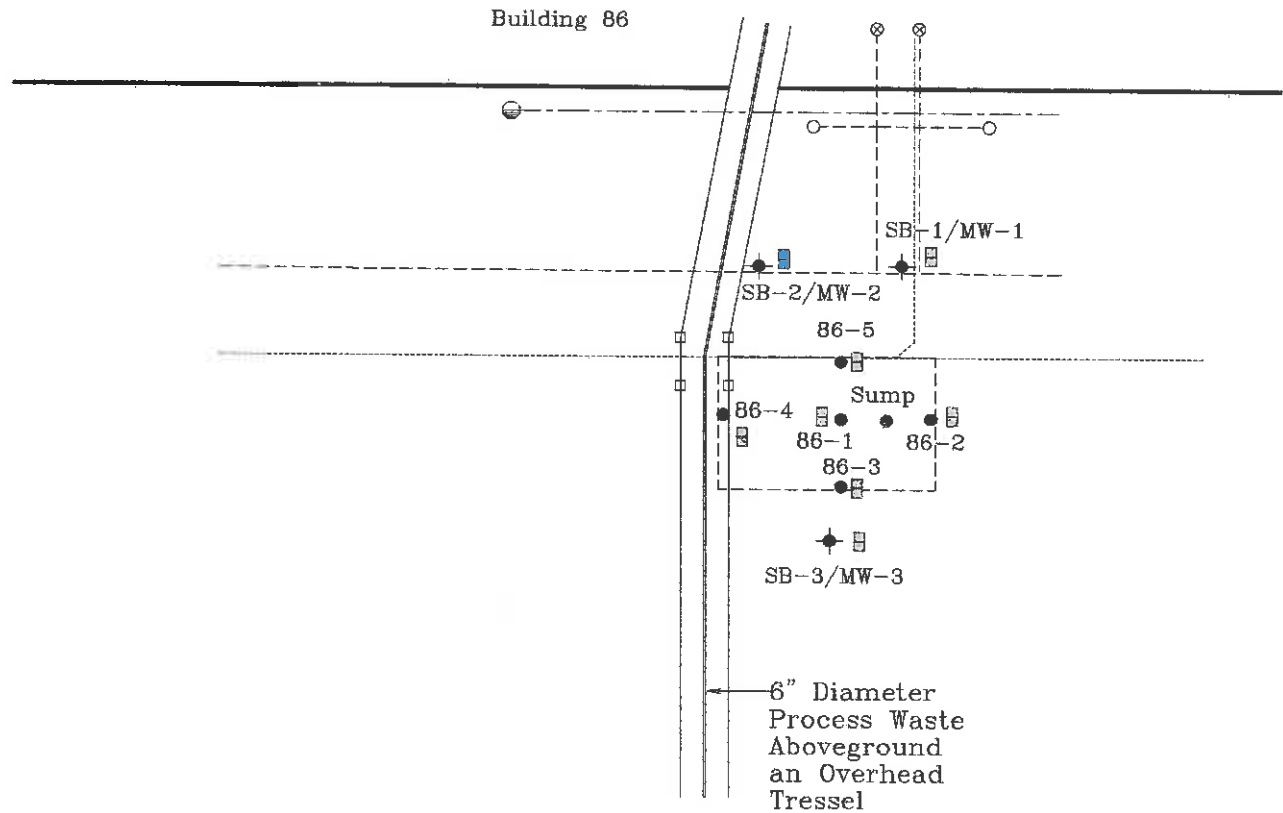 Building 86
SB-1/MW-1
SB-2/MW-2
86-5
Sump
86-4
86-1
86-2
86-3
SB-3/MW-3
6" Diameter
Process Waste
Aboveground
an Overhead
Tressel